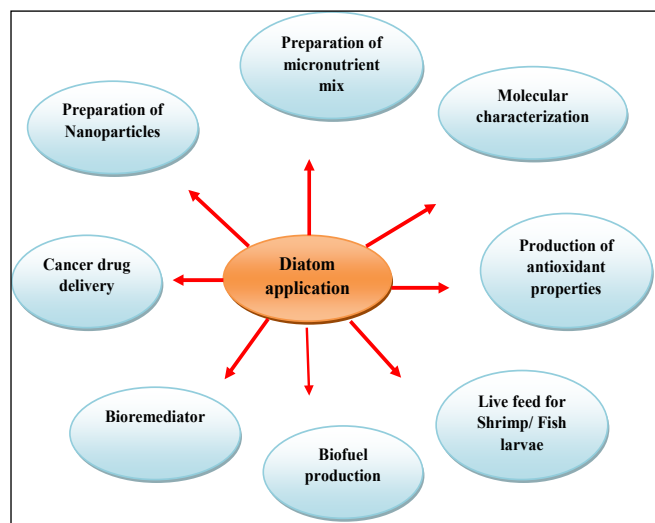 Preparation of
micronutrient
mix
Preparation of
Nanoparticles
Molecular
characterization
Cancer drug
delivery
Diatom
application
Production of
antioxidant
properties
Bioremediator
Biofuel
production
Live feed for
Shrimp/ Fish
larvae